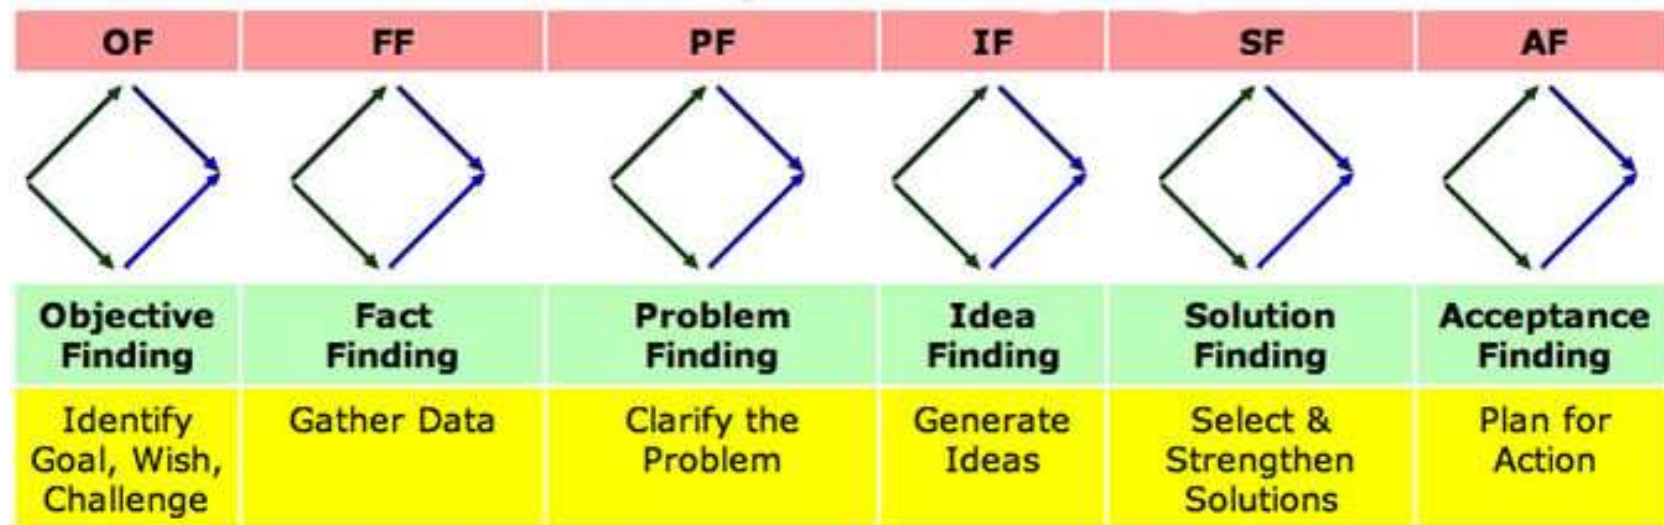 OF
FF
PF
IF
SF
AF
Objective
Finding
Fact
Finding
Problem
Finding
Idea
Finding
Solution
Finding
Acceptance
Finding
Identify
Goal, Wish,
Challenge
Gather Data
Clarify the
Problem
Generate
Ideas
Select &
Strengthen
Solutions
Plan for
Action